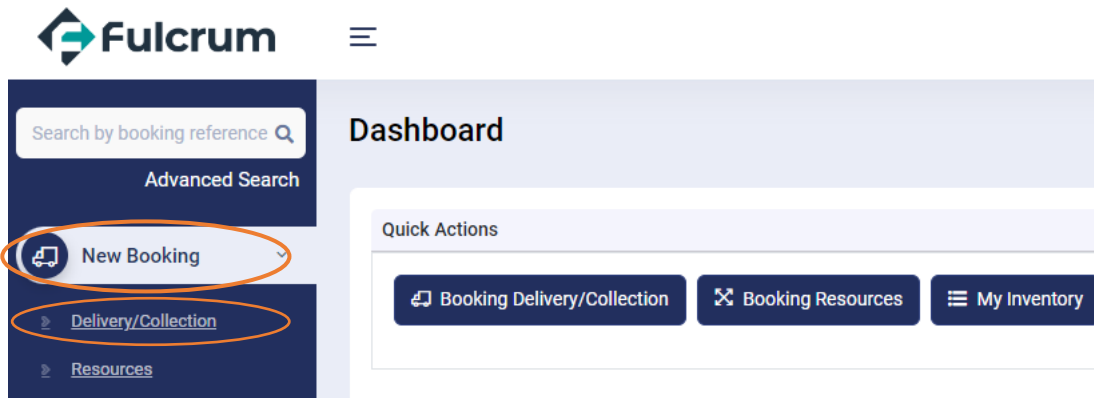 Fulcrum
Search by booking reference
Advanced Search
New Booking
Delivery/Collection
Resources
Dashboard
Quick Actions
Booking Delivery/Collection
Booking Resources
My Inventory